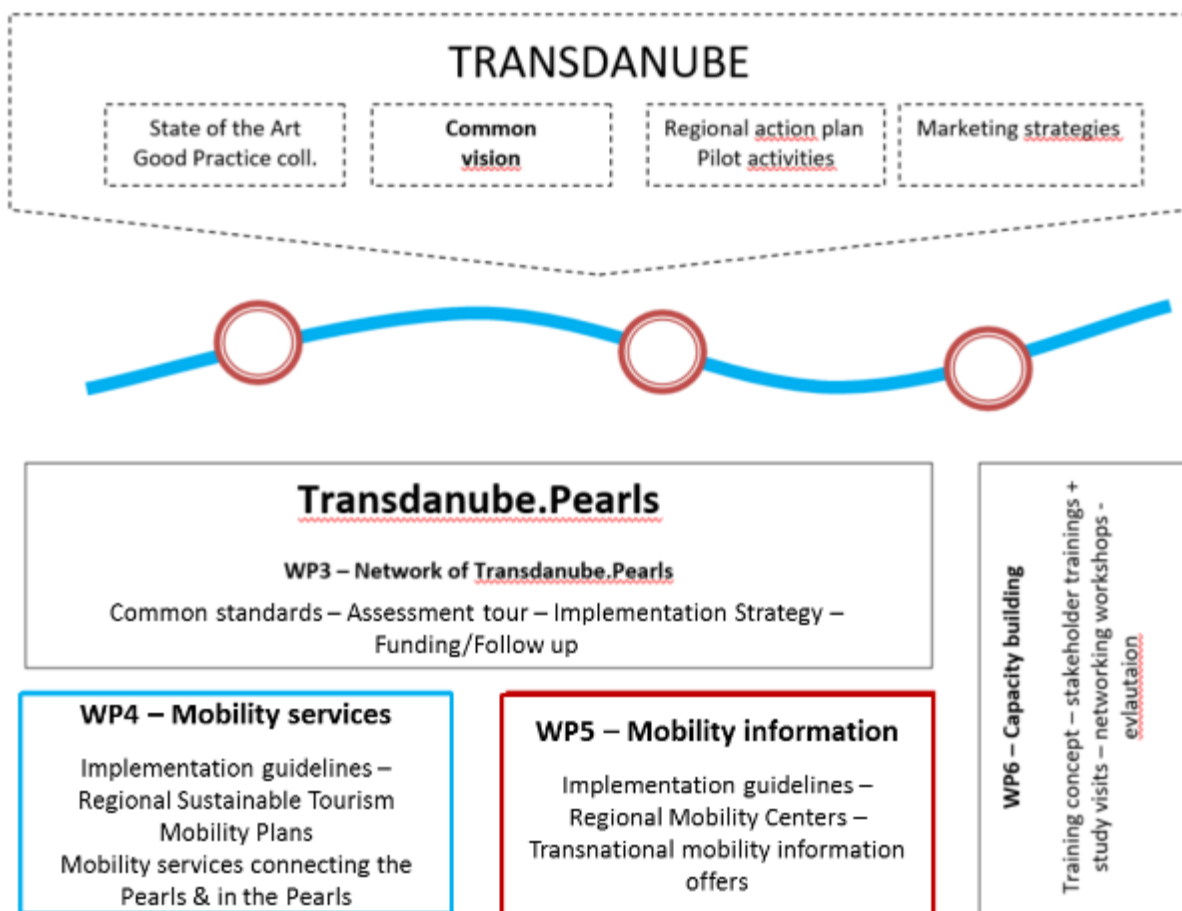 TRANSDANUBE
State of the Art
Good Practice coll.
Common
vision
Regional action plan
Pilot activities
Marketing strategies
Transdanube.Pearls
WP3 – Network of Transdanube.Pearls
Common standards – Assessment tour – Implementation Strategy –
Funding/Follow up
WP4 – Mobility services
Implementation guidelines –
Regional Sustainable Tourism
Mobility Plans
Mobility services connecting the
Pearls & in the Pearls
WP5 – Mobility information
Implementation guidelines –
Regional Mobility Centers –
Transnational mobility information
offers
WP6 – Capacity building
Training concept – stakeholder trainings +
study visits – networking workshops -
evlautaion